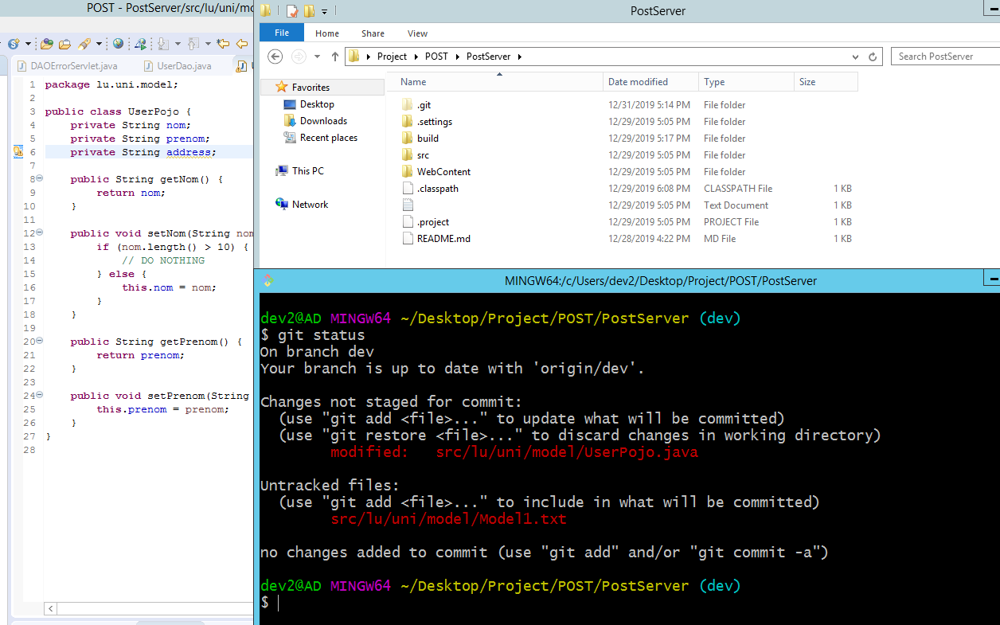 POST - PostServer/src/lu/uni/mo
DAOErrorServlet.java
UserDao.java
1 package lu.uni.model;
2
3 public class UserPojo {
4 private String nom;
5 private String prenom;
6 private String address;
7
8 public String getNom() {
9 return nom;
10 }
11
12 public void setNom(String nom
13 if (nom.length() > 10) {
14 // DO NOTHING
15 } else {
16 this.nom = nom;
17 }
18 }
19
20 public String getPrenom() {
21 return prenom;
22 }
23
24 public void setPrenom(String
25 this.prenom = prenom;
26 }
27 }
28
PostServer
File Home Share View
Project POST PostServer
Search PostServer
Favorites
Desktop
Downloads
Recent places
This PC
Network
Name Date modified Type Size
.git 12/31/2019 5:14 PM File folder
.settings 12/29/2019 5:05 PM File folder
build 12/29/2019 5:17 PM File folder
src 12/29/2019 5:05 PM File folder
WebContent 12/29/2019 5:05 PM File folder
.classpath 12/29/2019 6:08 PM CLASSPATH File 1 KB
12/29/2019 5:05 PM Text Document 1 KB
.project 12/29/2019 5:05 PM PROJECT File 1 KB
README.md 12/28/2019 4:22 PM MD File 1 KB
MINGW64:/c/Users/dev2/Desktop/Project/POST/PostServer
dev2@AD MINGW64 ~/Desktop/Project/POST/PostServer (dev)
$ git status
On branch dev
Your branch is up to date with 'origin/dev'.
Changes not staged for commit:
(use "git add <file>..." to update what will be committed)
(use "git restore <file>..." to discard changes in working directory)
modified: src/lu/uni/model/UserPojo.java
Untracked files:
(use "git add <file>..." to include in what will be committed)
src/lu/uni/model/Model1.txt
no changes added to commit (use "git add" and/or "git commit -a")
dev2@AD MINGW64 ~/Desktop/Project/POST/PostServer (dev)
$